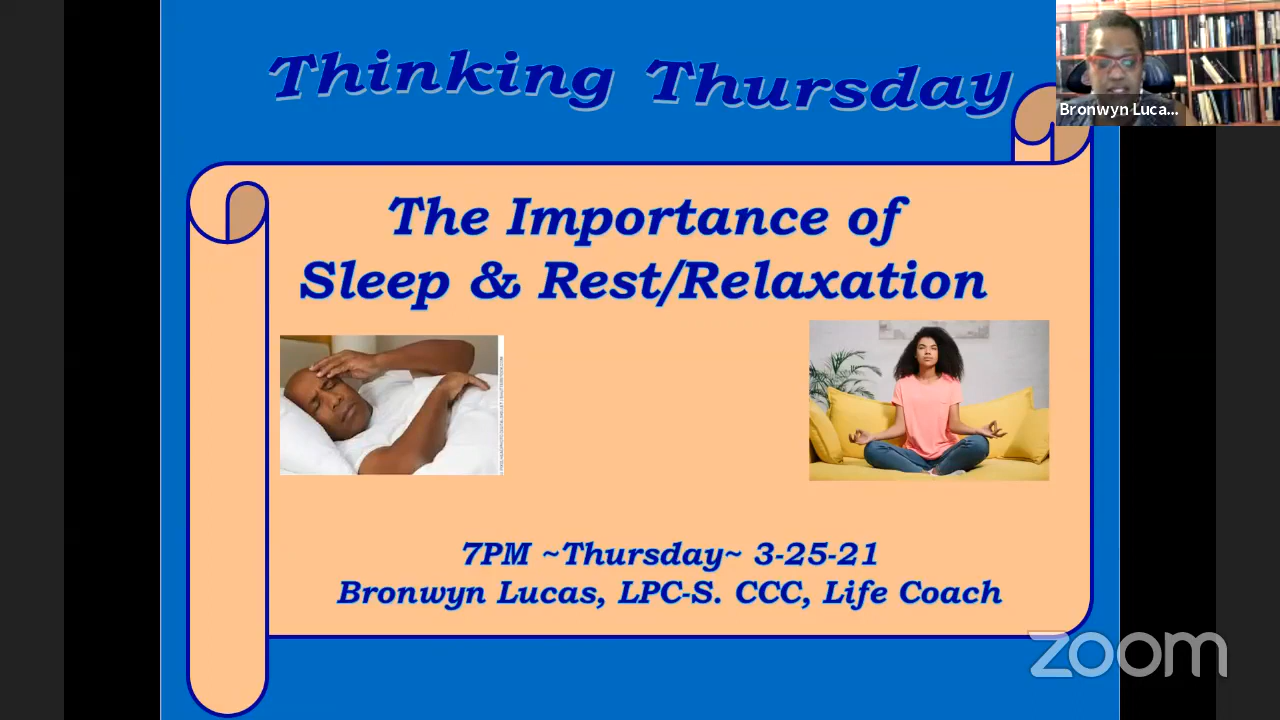 Thinking Thursday
Bronwyn Luca...
The Importance of
Sleep & Rest/Relaxation
7PM ~Thursday~ 3-25-21
Bronwyn Lucas, LPC-S. CCC, Life Coach
zoom